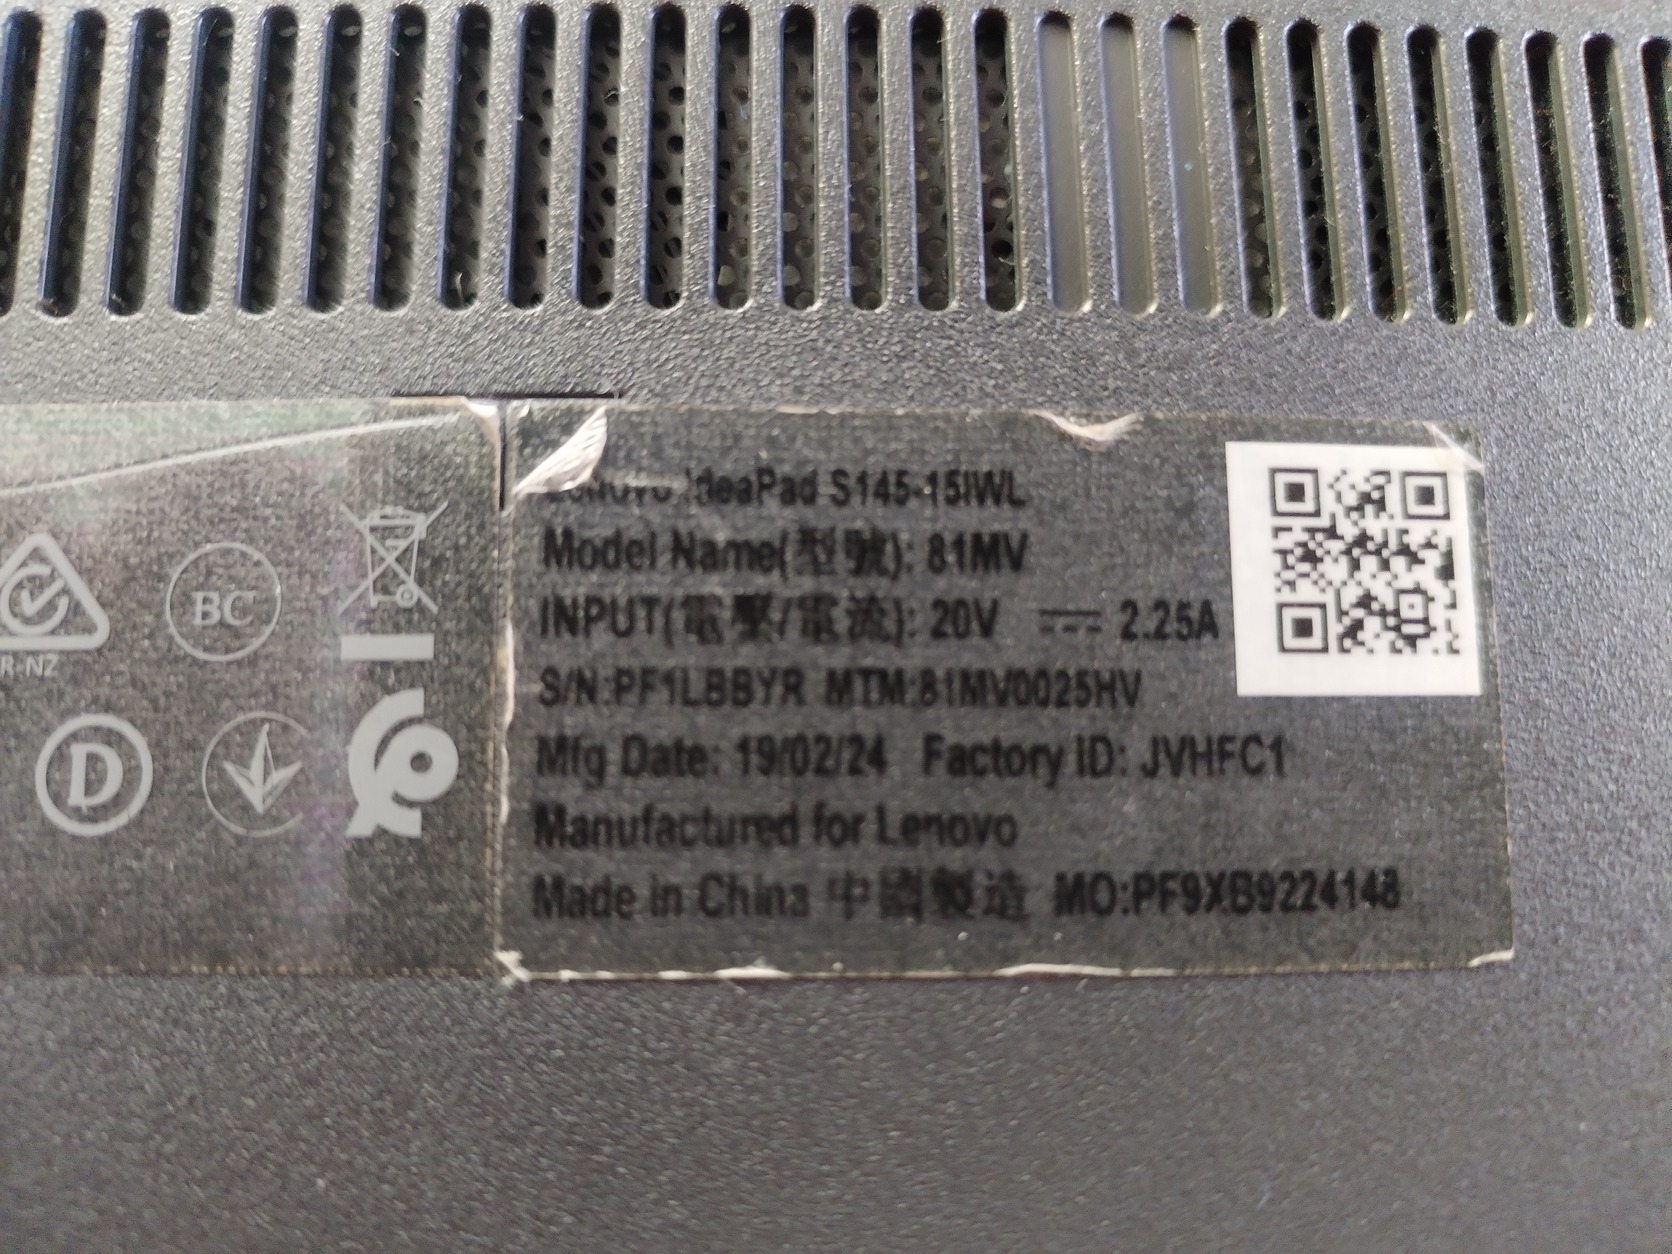 R-NZ
BC
D
Lenovo IdeaPad S145-15IWL
Model Name(型號): 81MV
INPUT(電壓/電流): 20V ⎓ 2.25A
S/N:PF1LBBYR MTM:81MV0025HV
Mfg Date: 19/02/24 Factory ID: JVHFC1
Manufactured for Lenovo
Made in China 中國製造 MO:PF9XB9224148